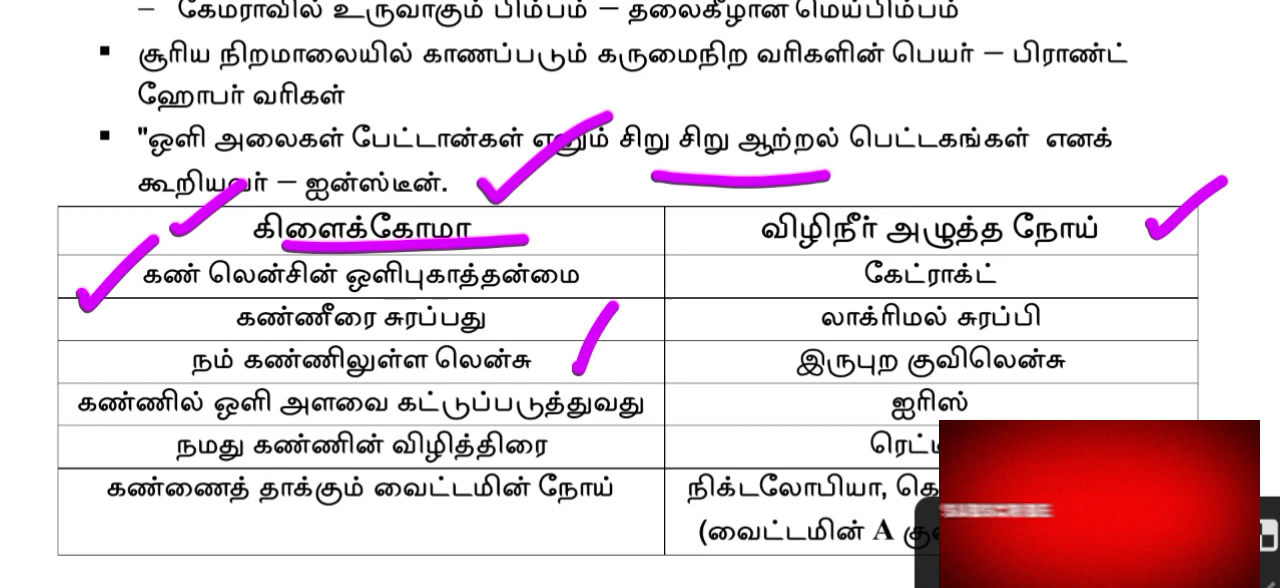 – கேமராவில் உருவாகும் பிம்பம் – தலைகீழான மெய்பிம்பம்
▪ சூரிய நிறமாலையில் காணப்படும் கருமைநிற வரிகளின் பெயர் – பிராண்ட்
ஹோபர் வரிகள்
▪ "ஒளி அலைகள் பேட்டான்கள் எனும் சிறு சிறு ஆற்றல் பெட்டகங்கள் எனக்
கூறியவர் – ஐன்ஸ்டீன்.
கிளைக்கோமா விழிநீர் அழுத்த நோய்
கண் லென்சின் ஒளிபுகாத்தன்மை கேட்ராக்ட்
கண்ணீரை சுரப்பது லாக்ரிமல் சுரப்பி
நம் கண்ணிலுள்ள லென்சு இருபுற குவிலென்சு
கண்ணில் ஒளி அளவை கட்டுப்படுத்துவது ஐரிஸ்
நமது கண்ணின் விழித்திரை
கண்ணைத் தாக்கும் வைட்டமின் நோய் நிக்டலோபியா,
(வைட்டமின் A